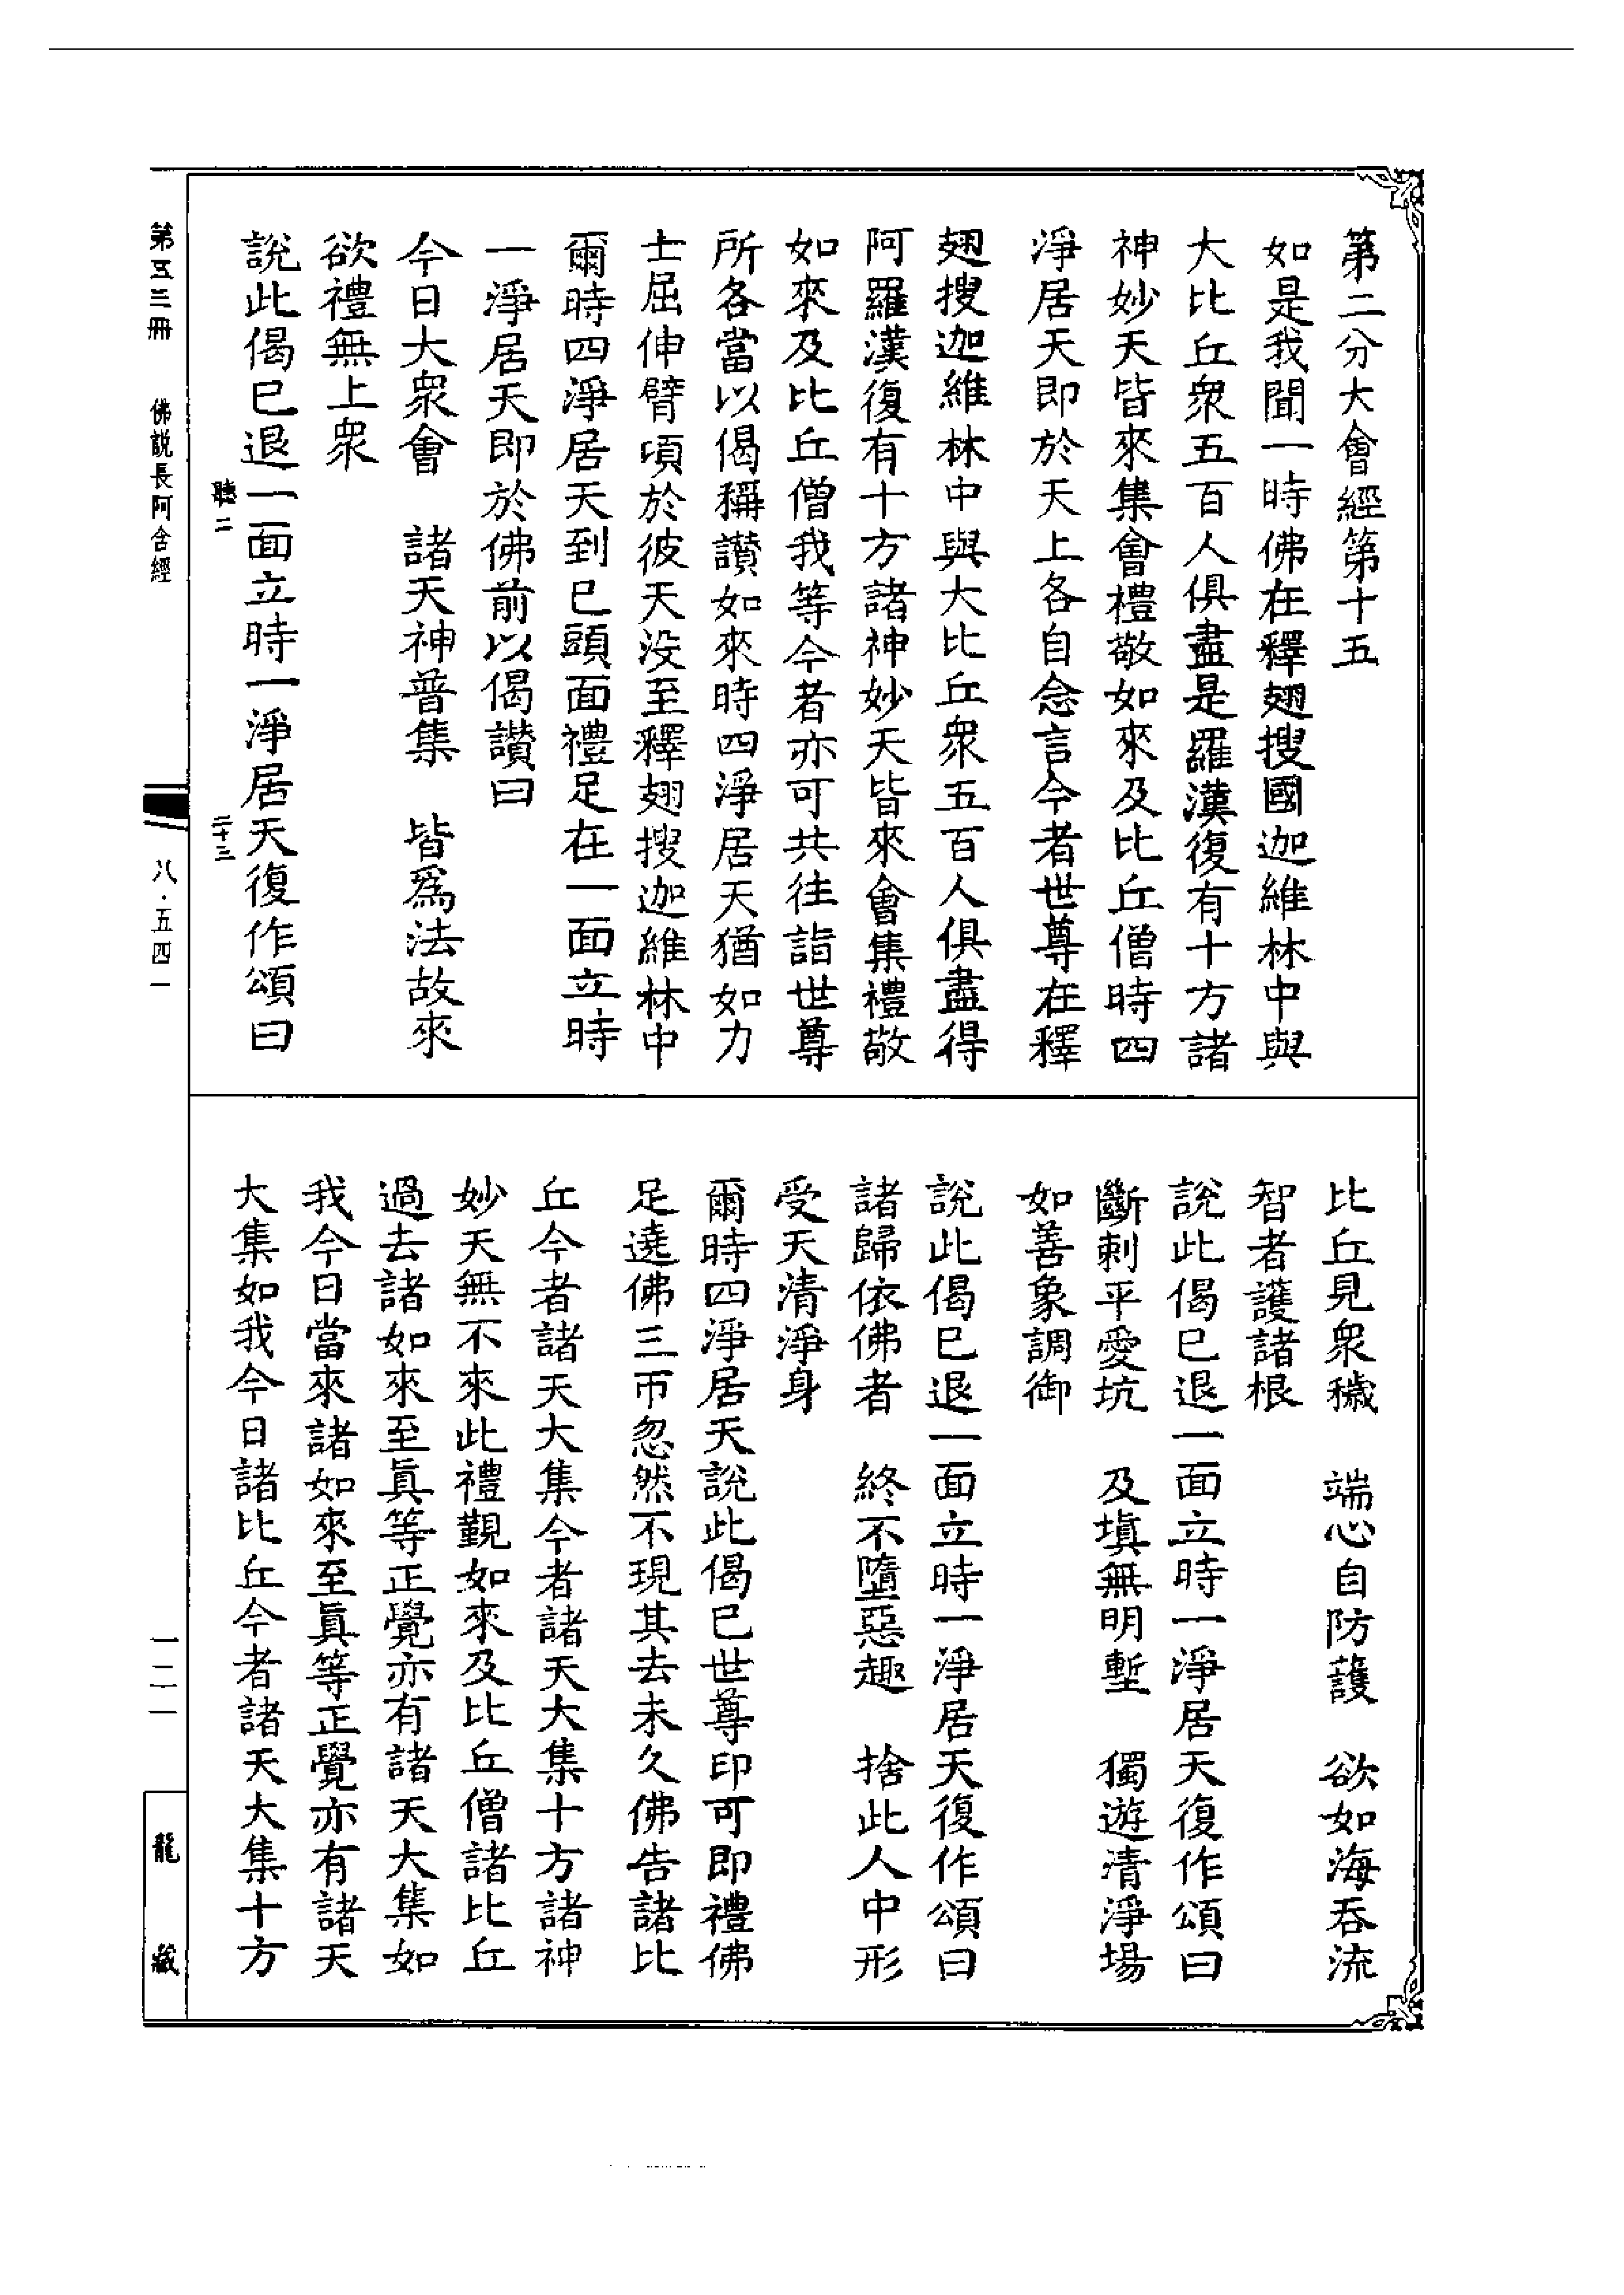 第二分大會經第十五
如是我聞一時佛在釋翅搜國迦維林中與
大比丘衆五百人俱盡是羅漢復有十方諸
神妙天皆來集會禮敬如來及比丘僧時四
淨居天即於天上各自念言今者世尊在釋
翅搜迦維林中與大比丘衆五百人俱盡得
阿羅漢復有十方諸神妙天皆來會集禮敬
如來及比丘僧我等今者亦可共往詣世尊
所各當以偈稱讚如來時四淨居天猶如力
士屈伸臂頃於彼天没至釋翅搜迦維林中
爾時四淨居天到已頭面禮足在一面立時
一淨居天即於佛前以偈讚曰
今日大衆會　諸天神普集　皆爲法故來
欲禮無上衆
說此偈已退一面立時一淨居天復作頌曰
比丘見衆穢　端心自防護　欲如海吞流
智者護諸根
說此偈已退一面立時一淨居天復作頌曰
斷刺平愛坑　及塡無明塹　獨遊清淨場
如善象調御
說此偈已退一面立時一淨居天復作頌曰
諸歸依佛者　終不墮惡趣　捨此人中形
受天清淨身
爾時四淨居天說此偈已世尊印可即禮佛
足遶佛三帀忽然不現其去未久佛告諸比
丘今者諸天大集今者諸天大集十方諸神
妙天無不來此禮覲如來及比丘僧諸比丘
過去諸如來至眞等正覺亦有諸天大集如
我今日當來諸如來至眞等正覺亦有諸天
大集如我今日諸比丘今者諸天大集十方
聽二　二十三
第五三冊　佛説長阿含經　八·五四一　一二一　龍藏